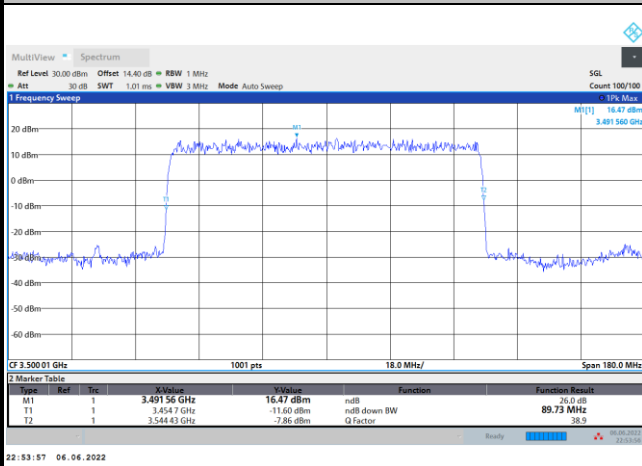 MultiView Spectrum
Ref Level 30.00 dBm Offset 14.40 dB RBW 1 MHz SGL
Att 30 dB SWT 1.01 ms VBW 3 MHz Mode Auto Sweep Count 100/100
1 Frequency Sweep 1Pk Max
M1[1] 16.47 dBm
3.491 560 GHz
M1
20 dBm
10 dBm
0 dBm
T1
T2
-10 dBm
-20 dBm
-30 dBm
-40 dBm
-50 dBm
-60 dBm
CF 3.500 01 GHz 1001 pts 18.0 MHz/ Span 180.0 MHz
2 Marker Table
Type Ref Trc X-Value Y-Value Function Function Result
M1 1 3.491 56 GHz 16.47 dBm ndB 26.0 dB
T1 1 3.454 7 GHz -11.60 dBm ndB down BW 89.73 MHz
T2 1 3.544 43 GHz -7.86 dBm Q Factor 38.9
Ready 06.06.2022
22:53:56
22:53:57 06.06.2022